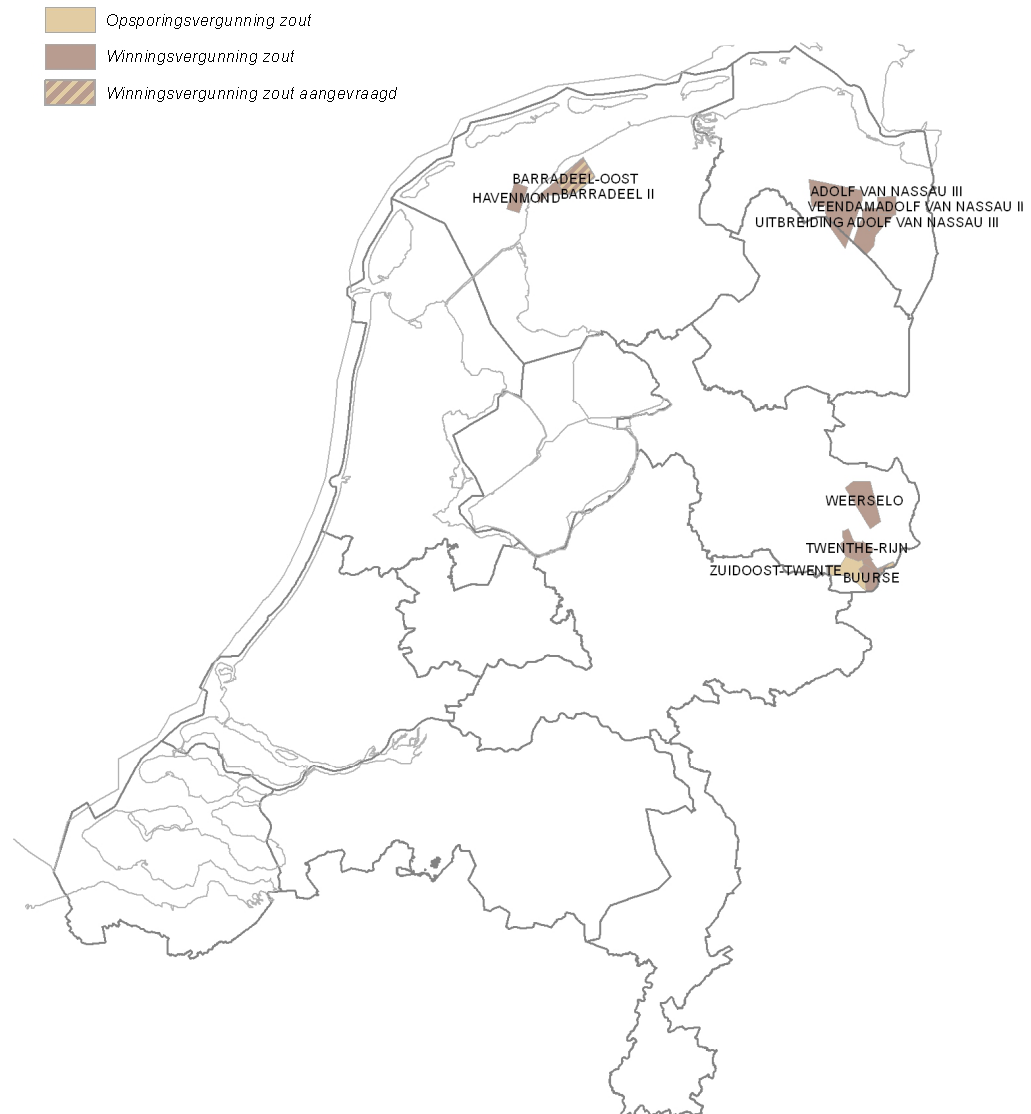 Opsporingsvergunning zout
Winningsvergunning zout
Winningsvergunning zout aangevraagd
BARRADEEL-OOST
HAVENMOND
BARRADEEL II
ADOLF VAN NASSAU III
VEENDAM
ADOLF VAN NASSAU II
UITBREIDING ADOLF VAN NASSAU III
WEERSELO
TWENTHE-RIJN
ZUIDOOST-TWENTE
BUURSE